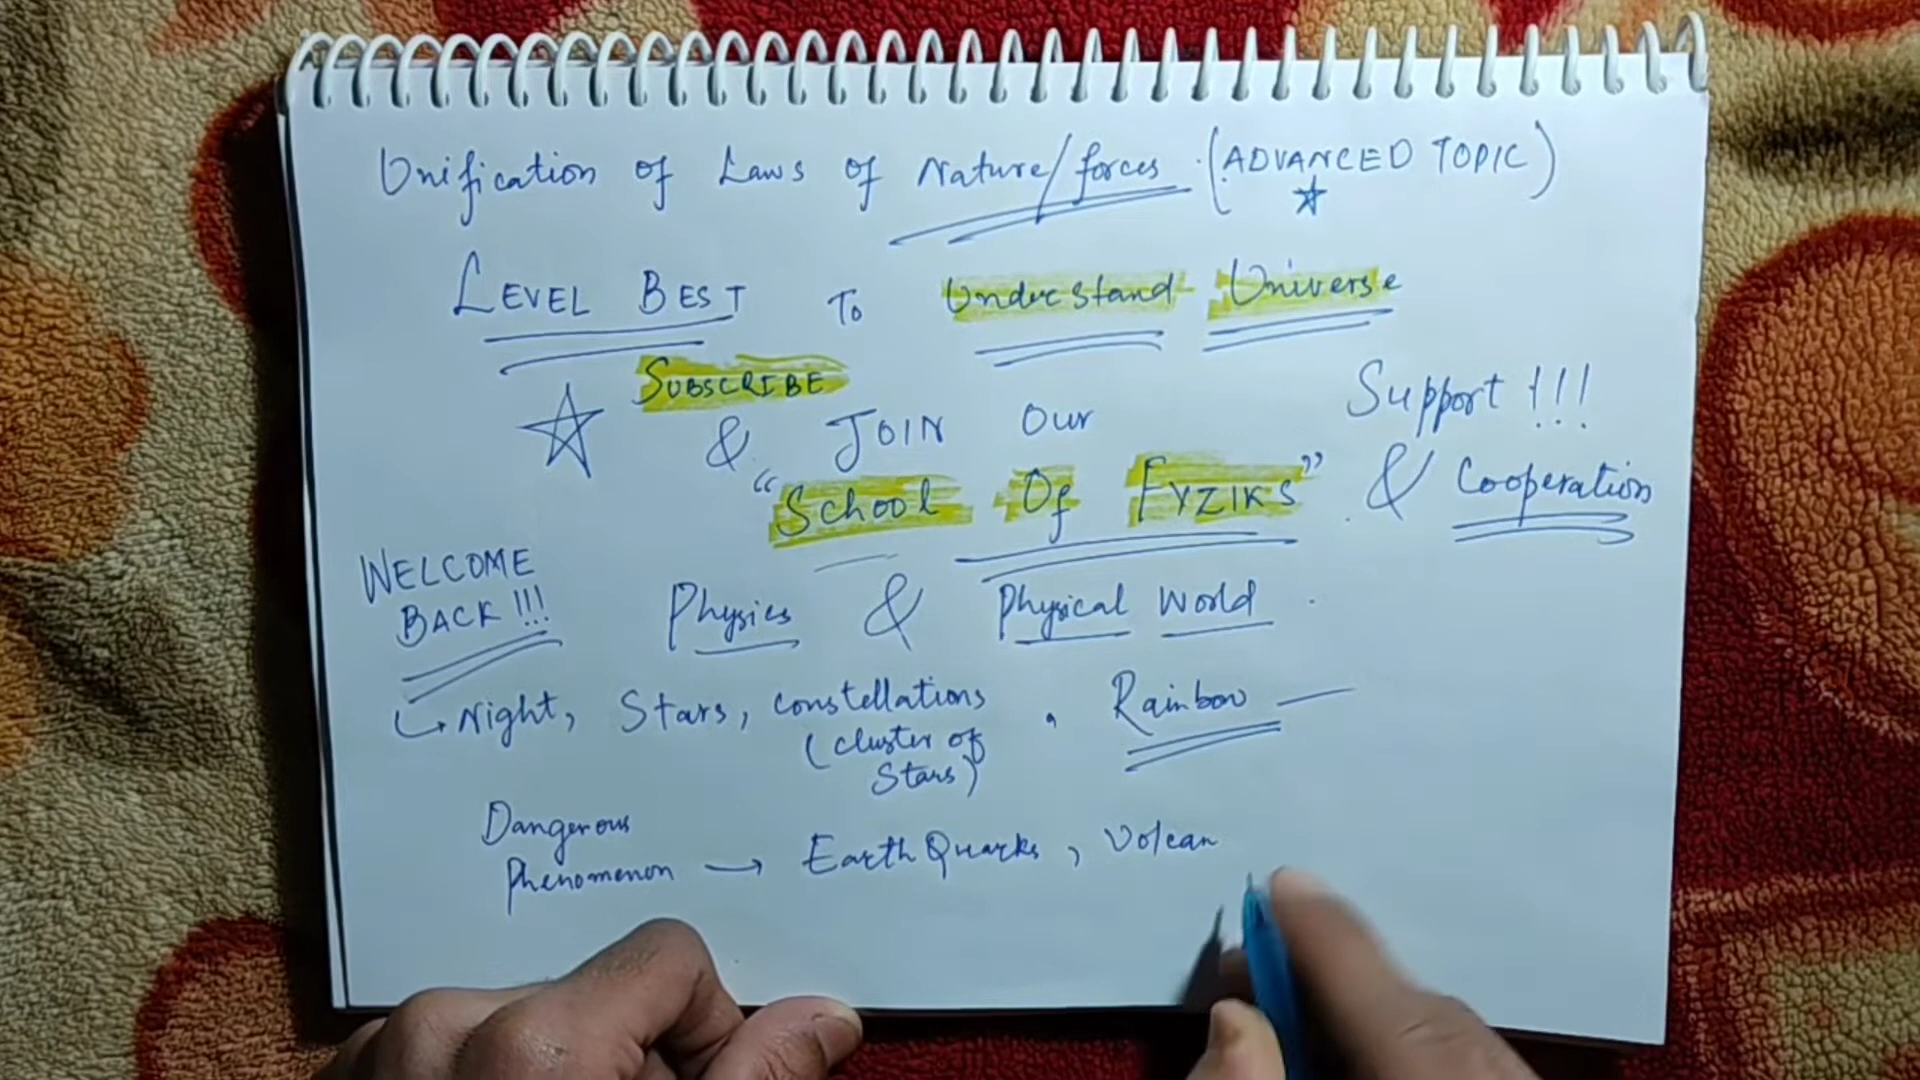 Unification of Laws of Nature/forces (ADVANCED TOPIC)
LEVEL BEST To Understand Universe
SUBSCRIBE
& JOIN our
Support !!!
"School Of FYZIKS" & Cooperation
WELCOME
BACK !!!
Physics & Physical World
Night, Stars, constellations, Rainbow
(cluster of
Stars)
Dangerous
Phenomenon → Earth Quarks, Volcan